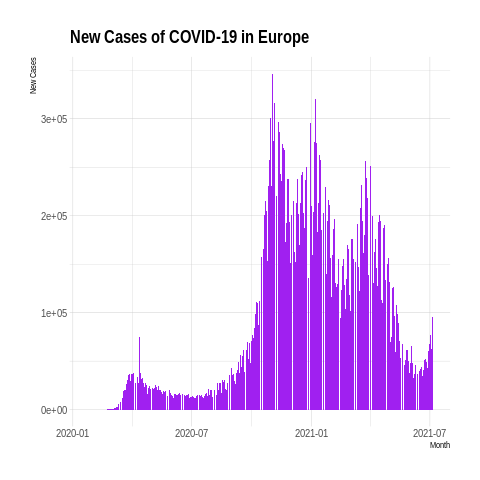 New Cases of COVID-19 in Europe
New Cases
3e+05
2e+05
1e+05
0e+00
2020-01
2020-07
2021-01
2021-07
Month